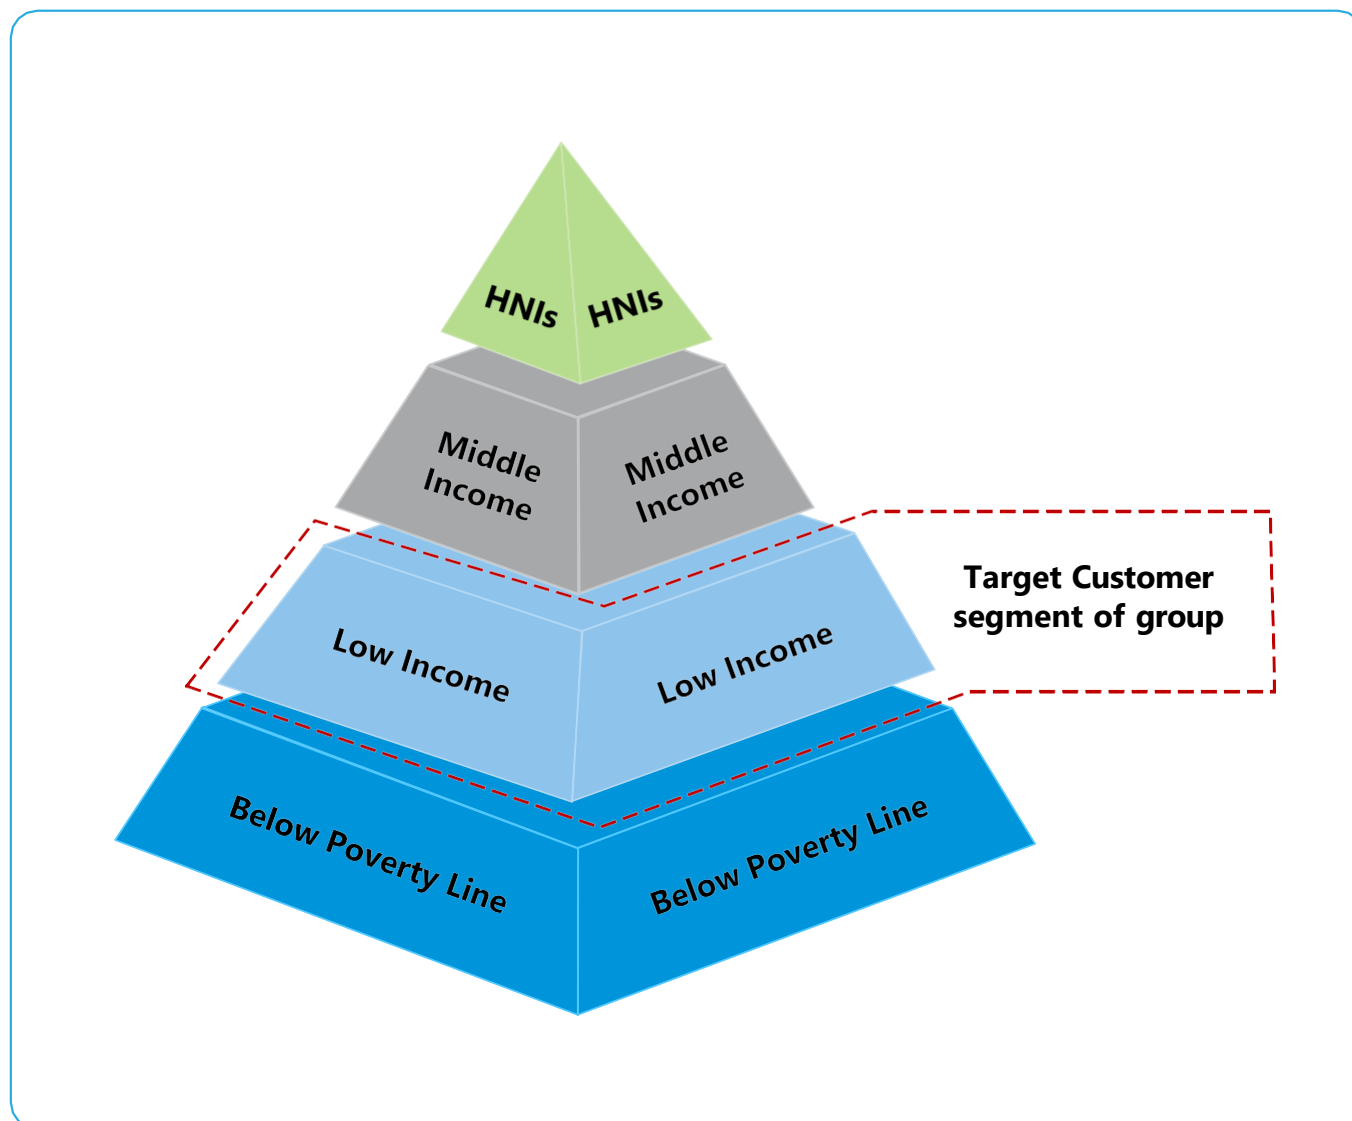 HNIs
HNIs
Middle
Income
Middle
Income
Target Customer
segment of group
Low Income
Low Income
Below Poverty Line
Below Poverty Line